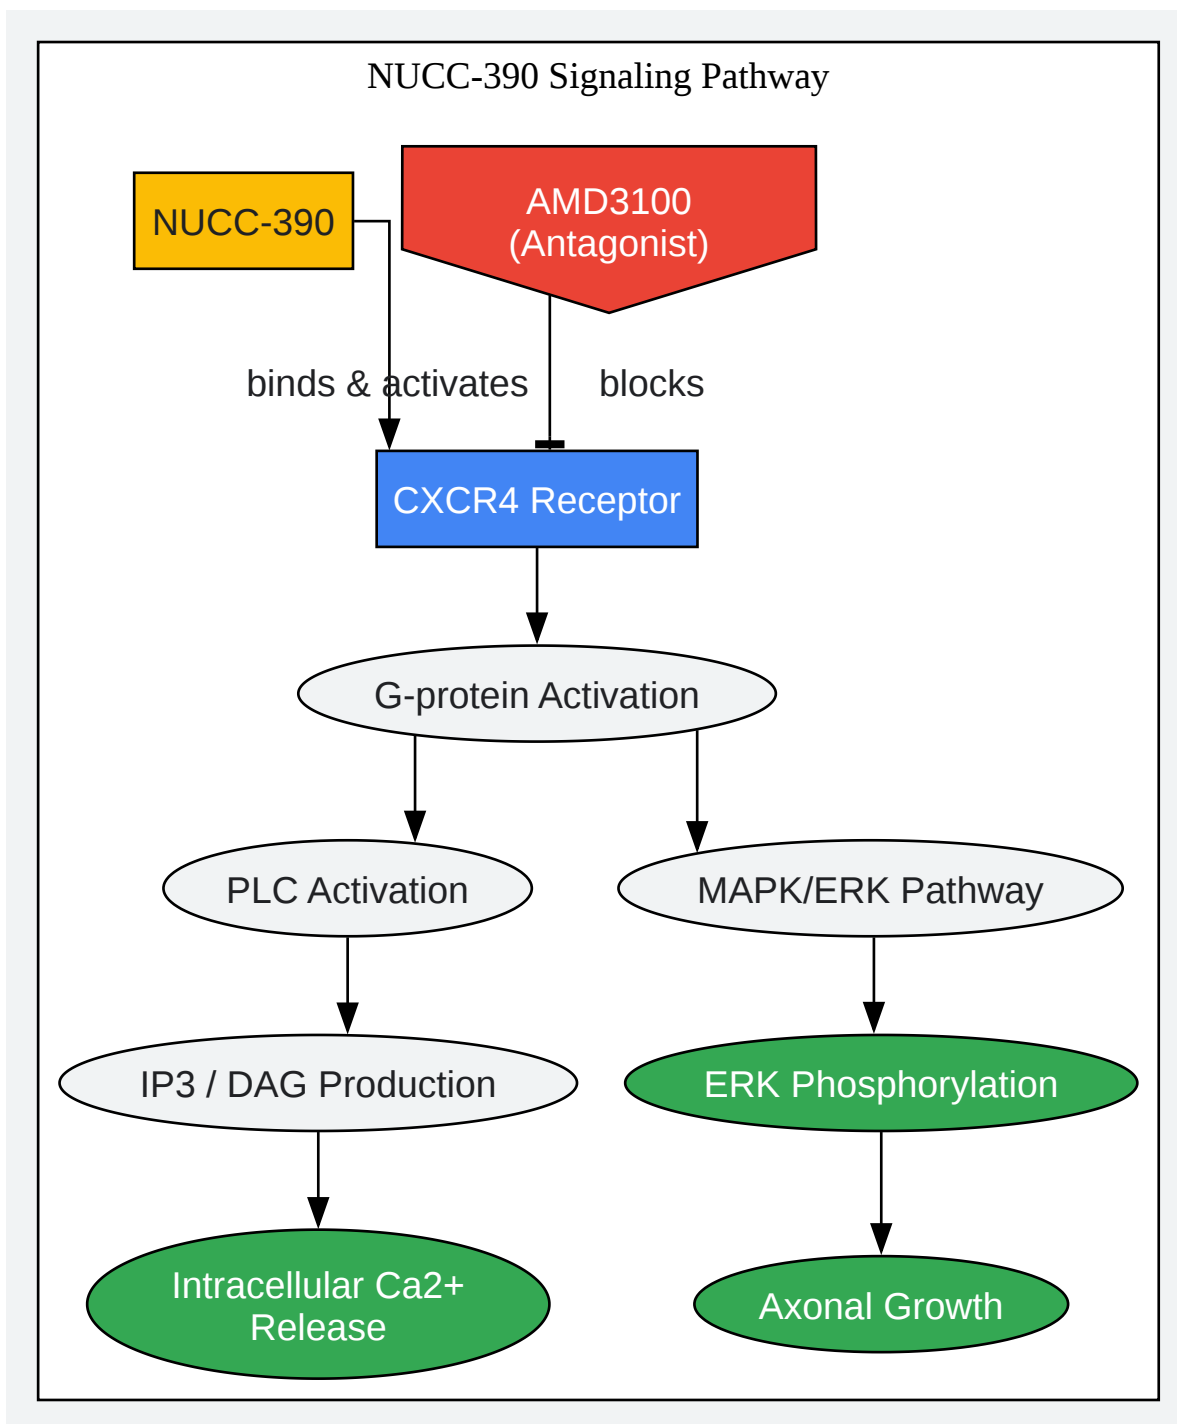 NUCC-390 Signaling Pathway
NUCC-390
AMD3100
(Antagonist)
binds & activates
blocks
CXCR4 Receptor
G-protein Activation
PLC Activation
MAPK/ERK Pathway
IP3 / DAG Production
ERK Phosphorylation
Intracellular Ca2+
Release
Axonal Growth